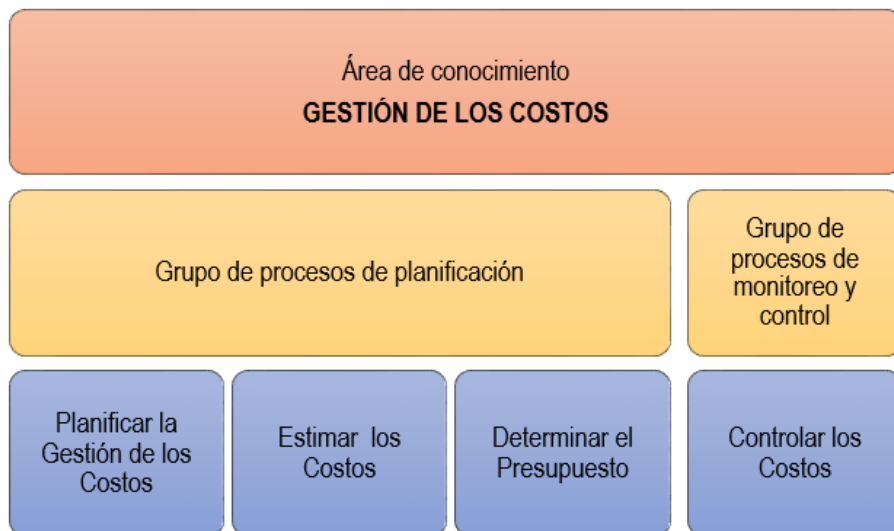 Área de conocimiento
GESTIÓN DE LOS COSTOS
Grupo de procesos de planificación
Grupo de
procesos de
monitoreo y
control
Planificar la
Gestión de los
Costos
Estimar los
Costos
Determinar el
Presupuesto
Controlar los
Costos